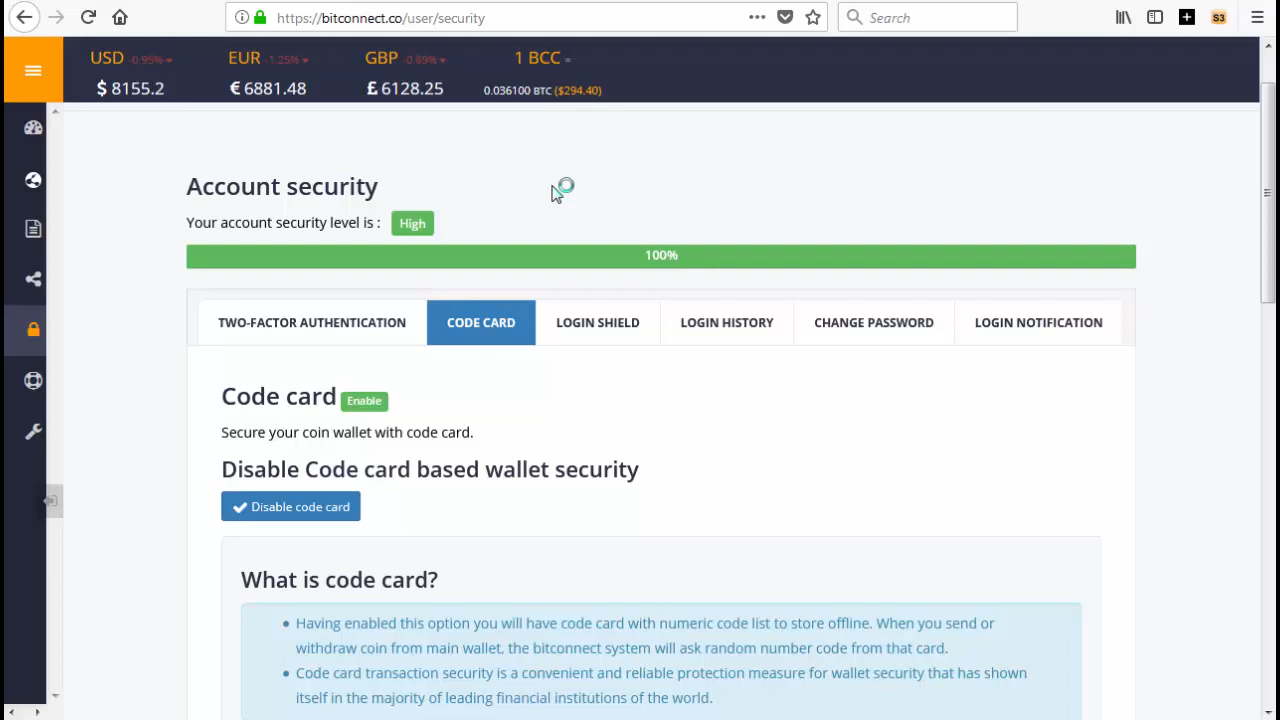 https://bitconnect.co/user/security
Search
S3
USD -0.95%
EUR -1.25%
GBP -0.89%
1 BCC =
$ 8155.2
€ 6881.48
£ 6128.25
0.036100 BTC ($294.40)
Account security
Your account security level is : High
100%
TWO-FACTOR AUTHENTICATION
CODE CARD
LOGIN SHIELD
LOGIN HISTORY
CHANGE PASSWORD
LOGIN NOTIFICATION
Code card Enable
Secure your coin wallet with code card.
Disable Code card based wallet security
Disable code card
What is code card?
Having enabled this option you will have code card with numeric code list to store offline. When you send or
withdraw coin from main wallet, the bitconnect system will ask random number code from that card.
Code card transaction security is a convenient and reliable protection measure for wallet security that has shown
itself in the majority of leading financial institutions of the world.